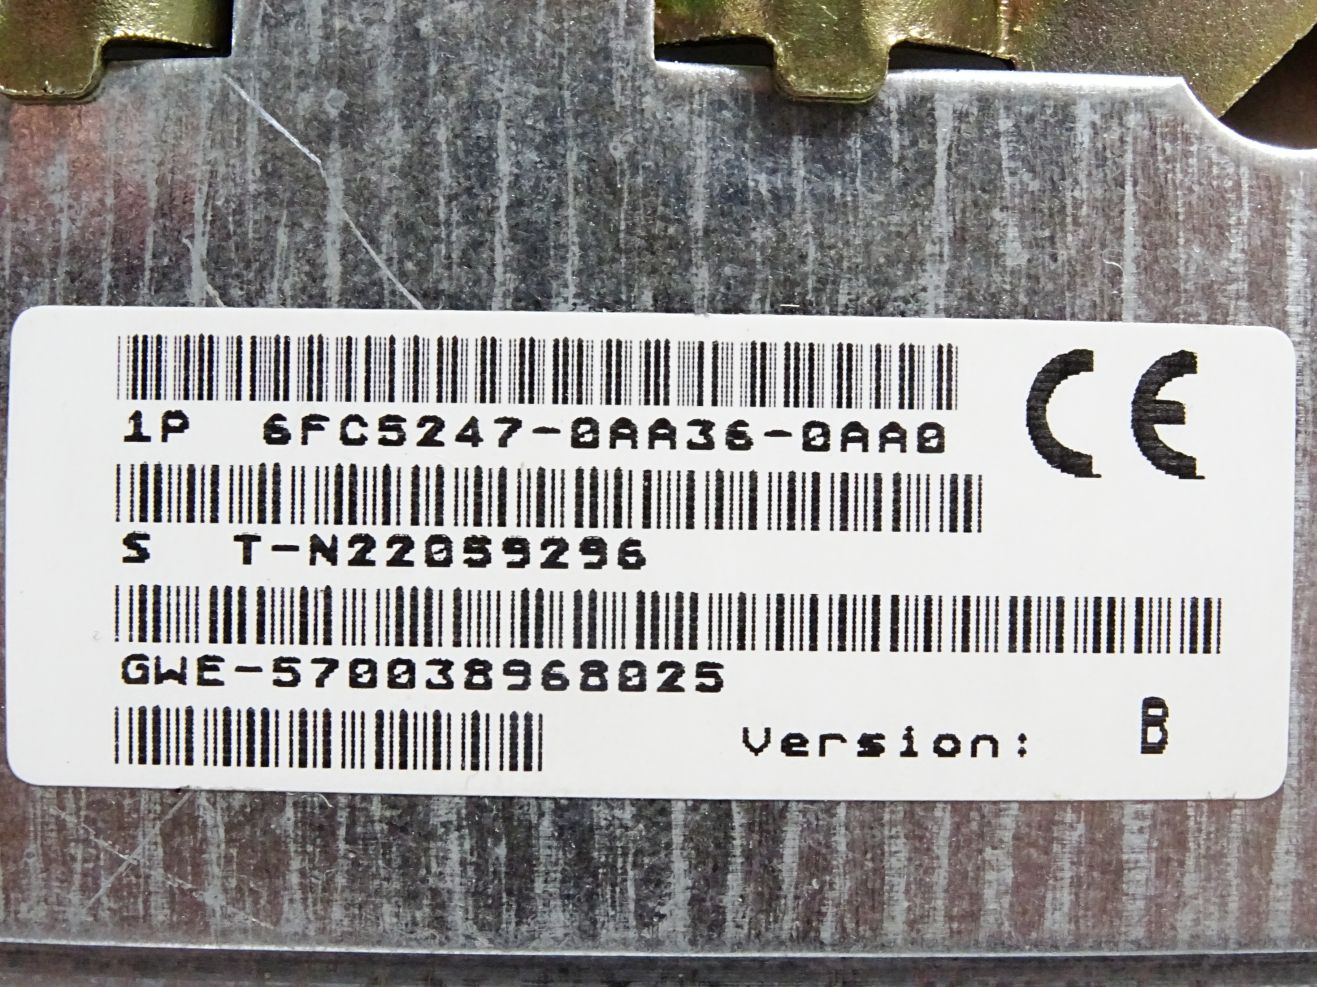 1P 6FC5247-0AA36-0AA0
CE
S T-N22059296
GWE-570038968025
Version: B